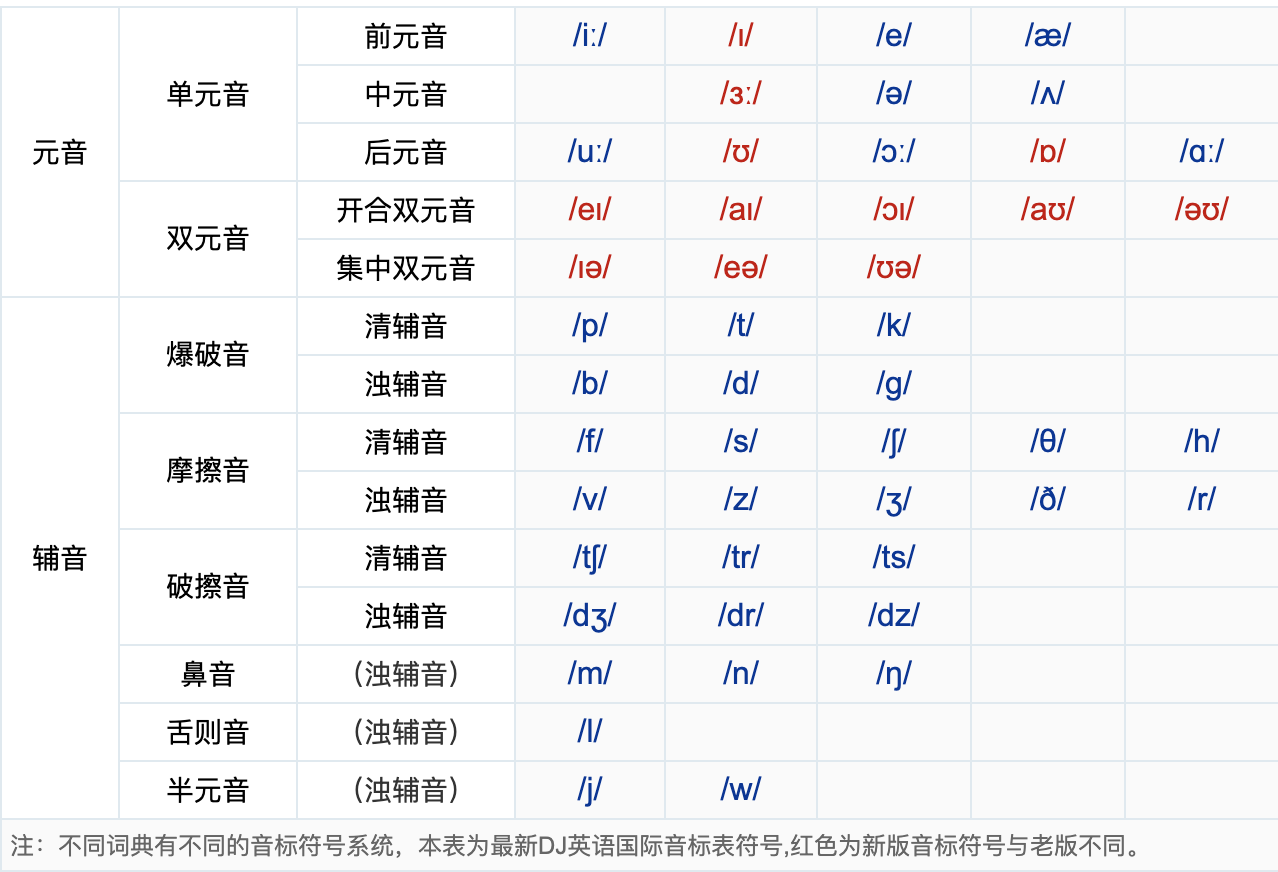 元音 单元音 前元音 /iː/ /ɪ/ /e/ /æ/
中元音 /ɜː/ /ə/ /ʌ/
后元音 /uː/ /ʊ/ /ɔː/ /ɒ/ /ɑː/
双元音 开合双元音 /eɪ/ /aɪ/ /ɔɪ/ /aʊ/ /əʊ/
集中双元音 /ɪə/ /eə/ /ʊə/
辅音 爆破音 清辅音 /p/ /t/ /k/
浊辅音 /b/ /d/ /g/
摩擦音 清辅音 /f/ /s/ /ʃ/ /θ/ /h/
浊辅音 /v/ /z/ /ʒ/ /ð/ /r/
破擦音 清辅音 /tʃ/ /tr/ /ts/
浊辅音 /dʒ/ /dr/ /dz/
鼻音 （浊辅音） /m/ /n/ /ŋ/
舌则音 （浊辅音） /l/
半元音 （浊辅音） /j/ /w/
注：不同词典有不同的音标符号系统，本表为最新DJ英语国际音标表符号,红色为新版音标符号与老版不同。